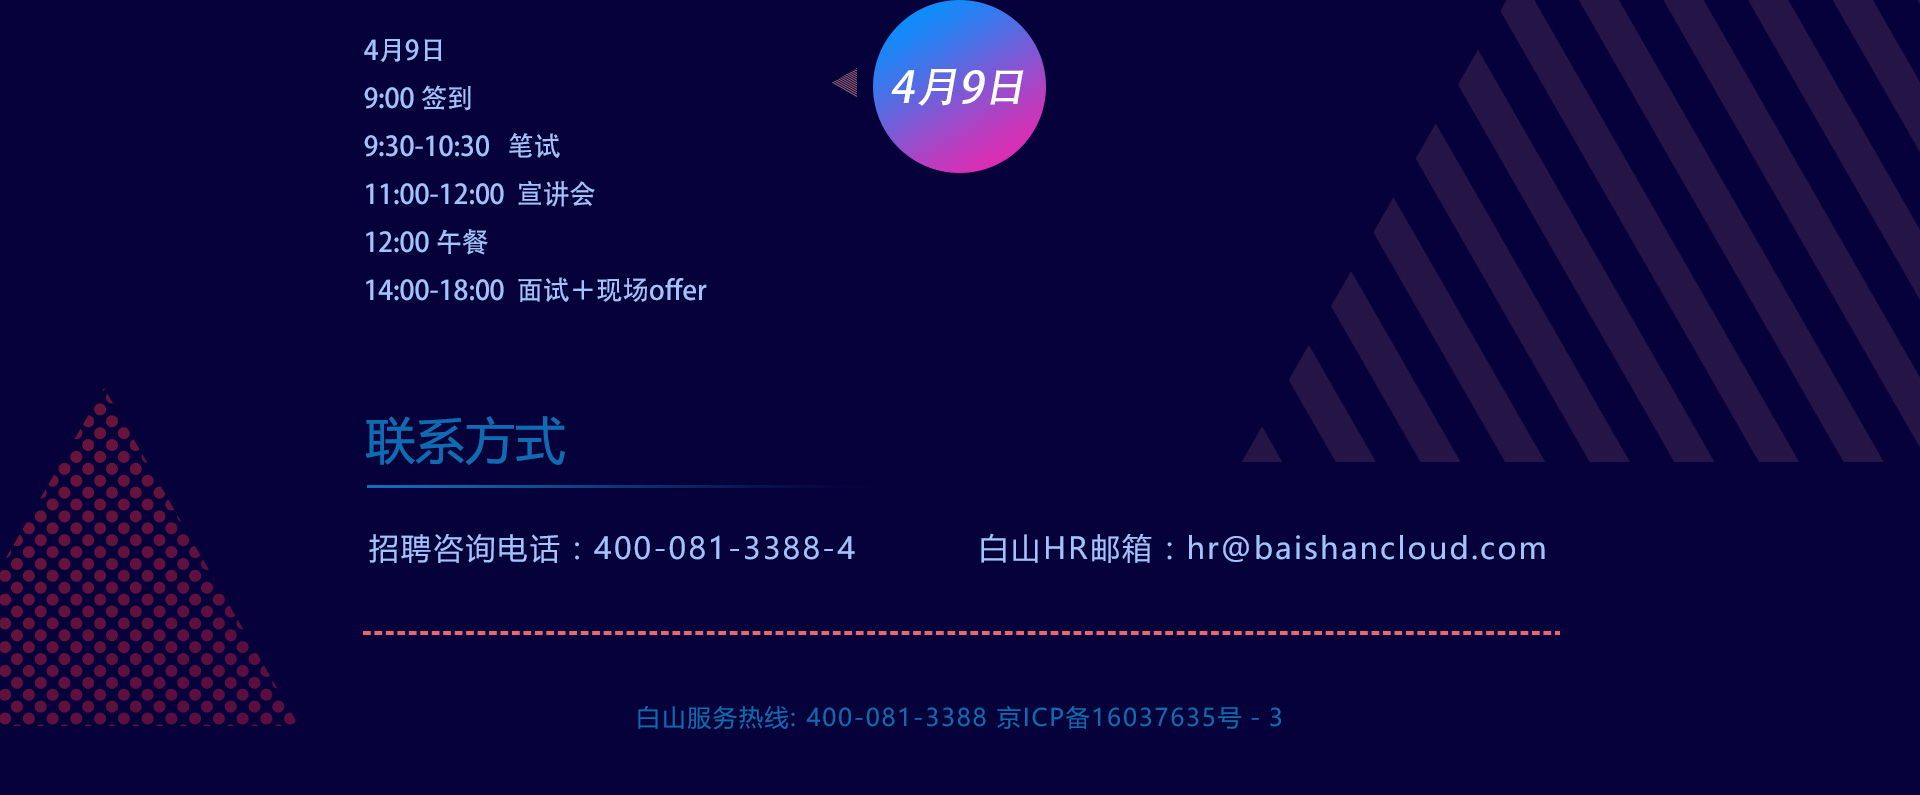 4月9日
4月9日
9:00 签到
9:30-10:30 笔试
11:00-12:00 宣讲会
12:00 午餐
14:00-18:00 面试＋现场offer
联系方式
招聘咨询电话：400-081-3388-4
白山HR邮箱：hr@baishancloud.com
白山服务热线: 400-081-3388 京ICP备16037635号 - 3